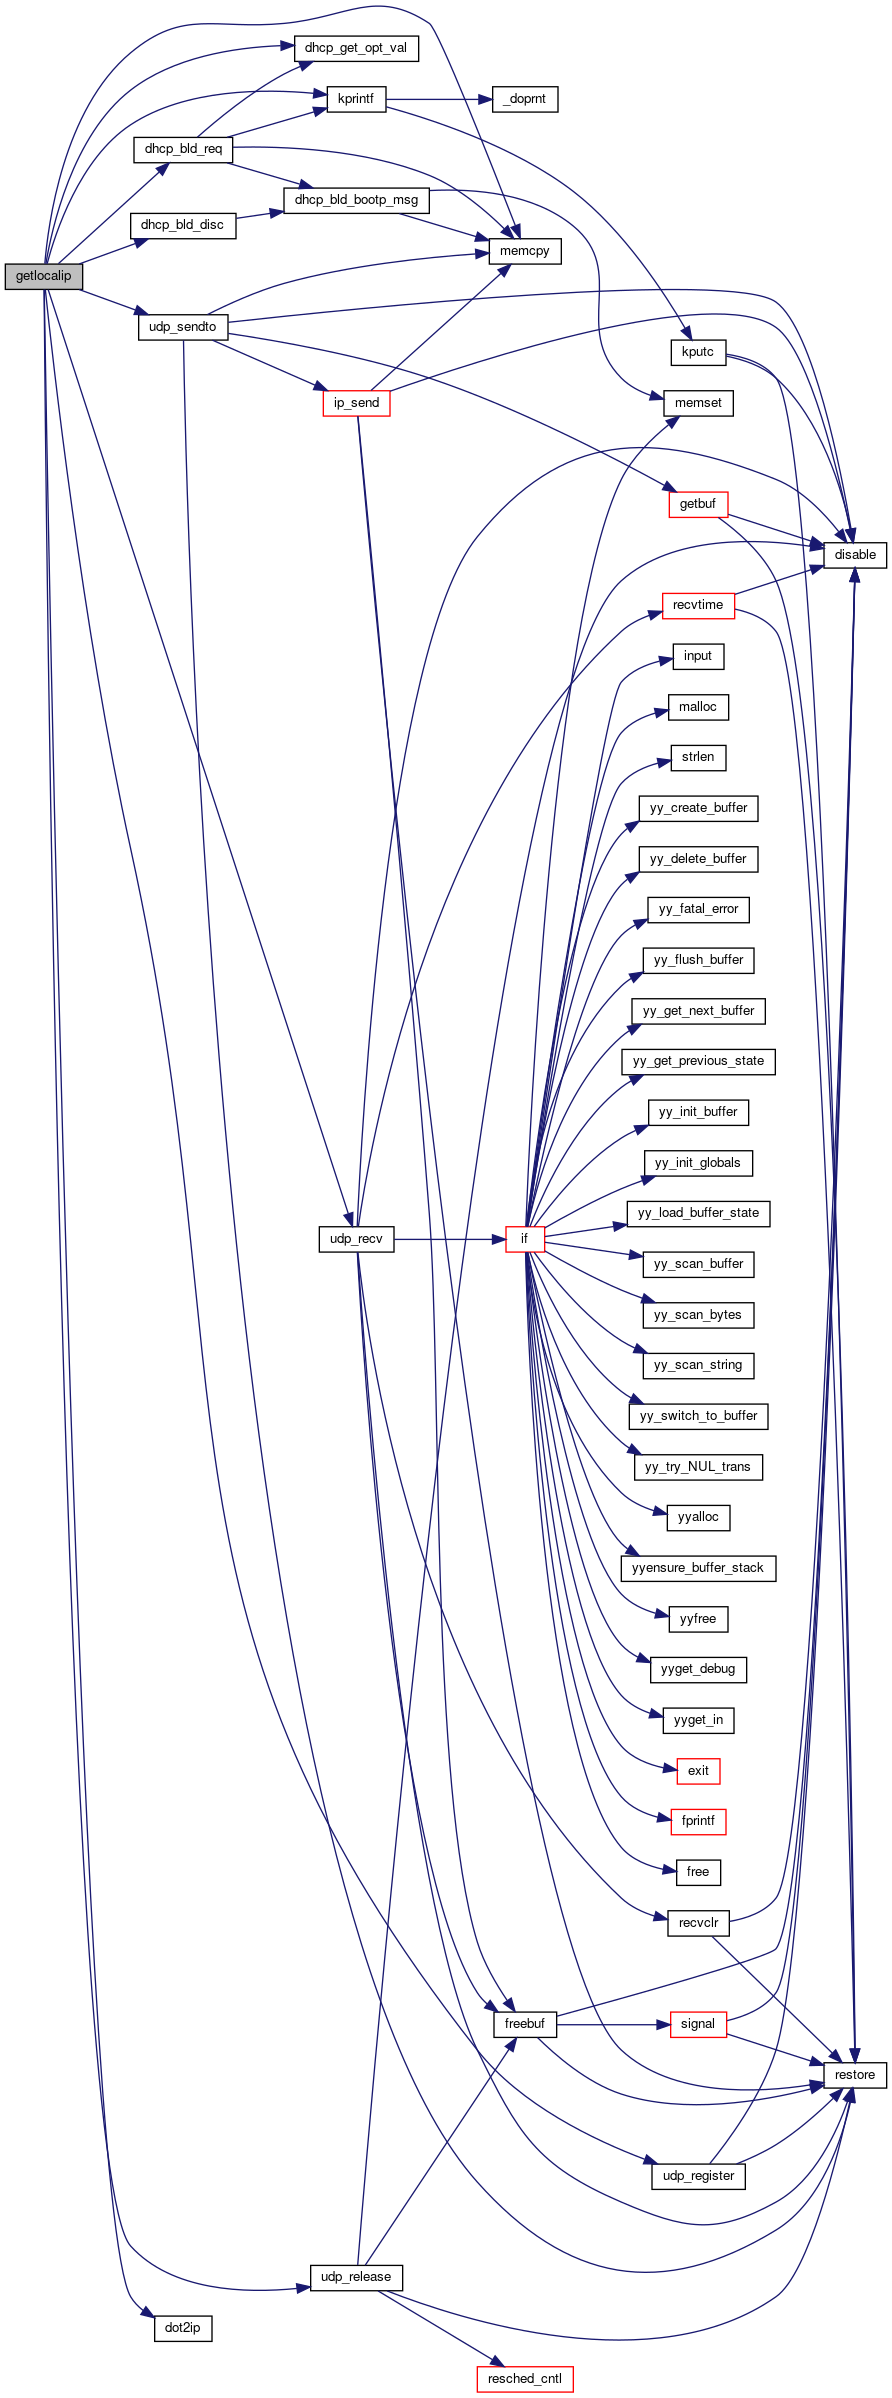 dhcp_get_opt_val
kprintf
_doprnt
dhcp_bld_req
dhcp_bld_bootp_msg
dhcp_bld_disc
memcpy
getlocalip
udp_sendto
kputc
ip_send
memset
getbuf
disable
recvtime
input
malloc
strlen
yy_create_buffer
yy_delete_buffer
yy_fatal_error
yy_flush_buffer
yy_get_next_buffer
yy_get_previous_state
yy_init_buffer
yy_init_globals
yy_load_buffer_state
udp_recv
if
yy_scan_buffer
yy_scan_bytes
yy_scan_string
yy_switch_to_buffer
yy_try_NUL_trans
yyalloc
yyensure_buffer_stack
yyfree
yyget_debug
yyget_in
exit
fprintf
free
recvclr
freebuf
signal
restore
udp_register
udp_release
dot2ip
resched_cntl